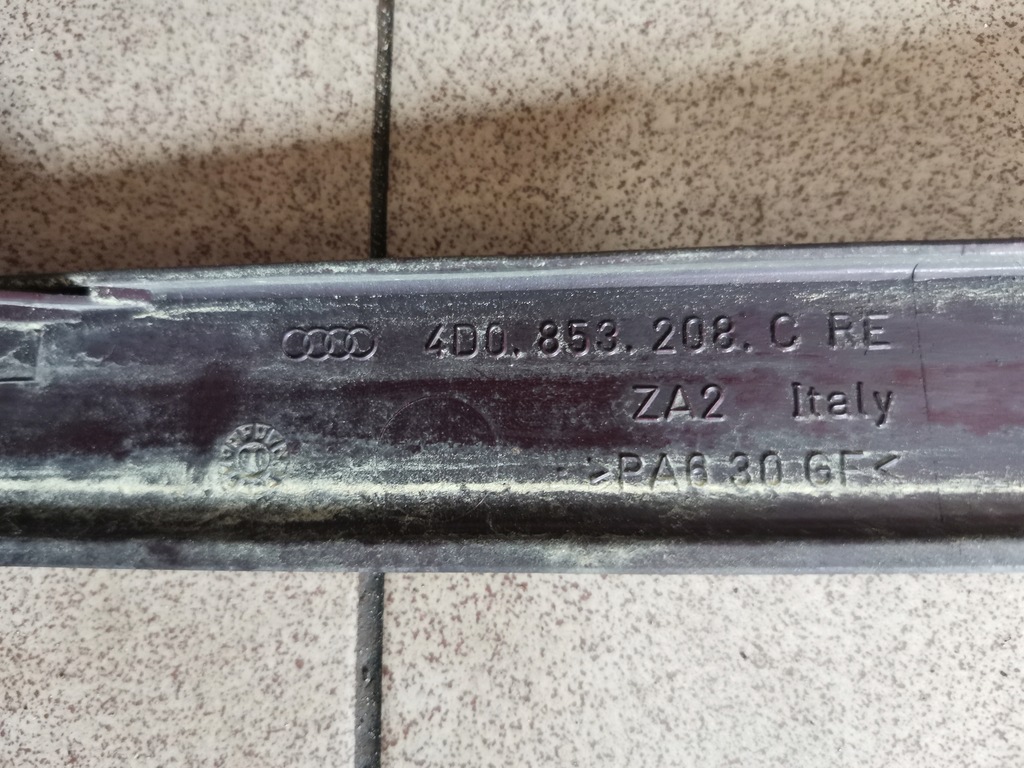 4D0.853.208.C RE
ZA2 Italy
>PA6 30 GF<